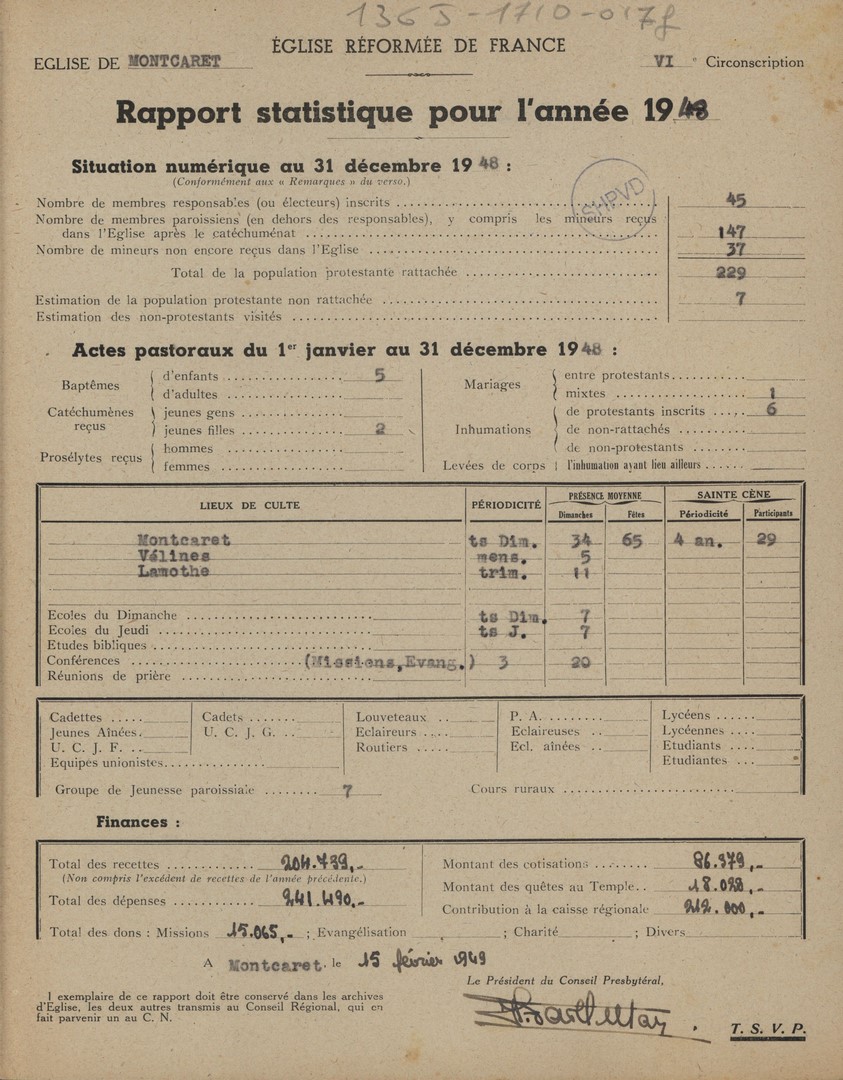 136 J-1710-017
ÉGLISE RÉFORMÉE DE FRANCE
EGLISE DE MONTCARET
VI e Circonscription
Rapport statistique pour l'année 1948
Situation numérique au 31 décembre 1948 :
(Conformément aux « Remarques » du verso.)
SHPVD
Nombre de membres responsables (ou électeurs) inscrits 45
Nombre de membres paroissiens (en dehors des responsables), y compris les mineurs reçus
dans l'Eglise après le catéchuménat 147
Nombre de mineurs non encore reçus dans l'Eglise 37
Total de la population protestante rattachée 229
Estimation de la population protestante non rattachée 7
Estimation des non-protestants visités
Actes pastoraux du 1er janvier au 31 décembre 1948 :
Baptêmes
d'enfants 5
d'adultes
Catéchumènes reçus
jeunes gens
jeunes filles 2
Prosélytes reçus
hommes
femmes
Mariages
entre protestants
mixtes 1
Inhumations
de protestants inscrits 6
de non-rattachés
de non-protestants
Levées de corps
l'inhumation ayant lieu ailleurs
LIEUX DE CULTE
PÉRIODICITÉ
PRÉSENCE MOYENNE
Dimanches
Fêtes
SAINTE CÈNE
Périodicité
Participants
Montcaret ts Dim. 34 65 4 an. 29
Vélines mens. 5
Lamothe trim. 11
Ecoles du Dimanche ts Dim. 7
Ecoles du Jeudi ts J. 7
Etudes bibliques
Conférences (Missions,Evang.) 3 20
Réunions de prière
Cadettes
Jeunes Aînées
U. C. J. F.
Equipes unionistes
Cadets
U. C. J. G.
Louveteaux
Eclaireurs
Routiers
P. A.
Eclaireuses
Ecl. aînées
Lycéens
Lycéennes
Etudiants
Etudiantes
Groupe de Jeunesse paroissiale 7
Cours ruraux
Finances :
Total des recettes 204.739,-
(Non compris l'excédent de recettes de l'année précédente.)
Total des dépenses 241.490,-
Montant des cotisations 86.379,-
Montant des quêtes au Temple 18.028,-
Contribution à la caisse régionale 212.000,-
Total des dons : Missions 15.065,- ; Evangélisation ; Charité ; Divers
A Montcaret. le 15 février 1949
Le Président du Conseil Presbytéral,
1 exemplaire de ce rapport doit être conservé dans les archives
d'Eglise, les deux autres transmis au Conseil Régional, qui en
fait parvenir un au C. N.
T. S. V. P.